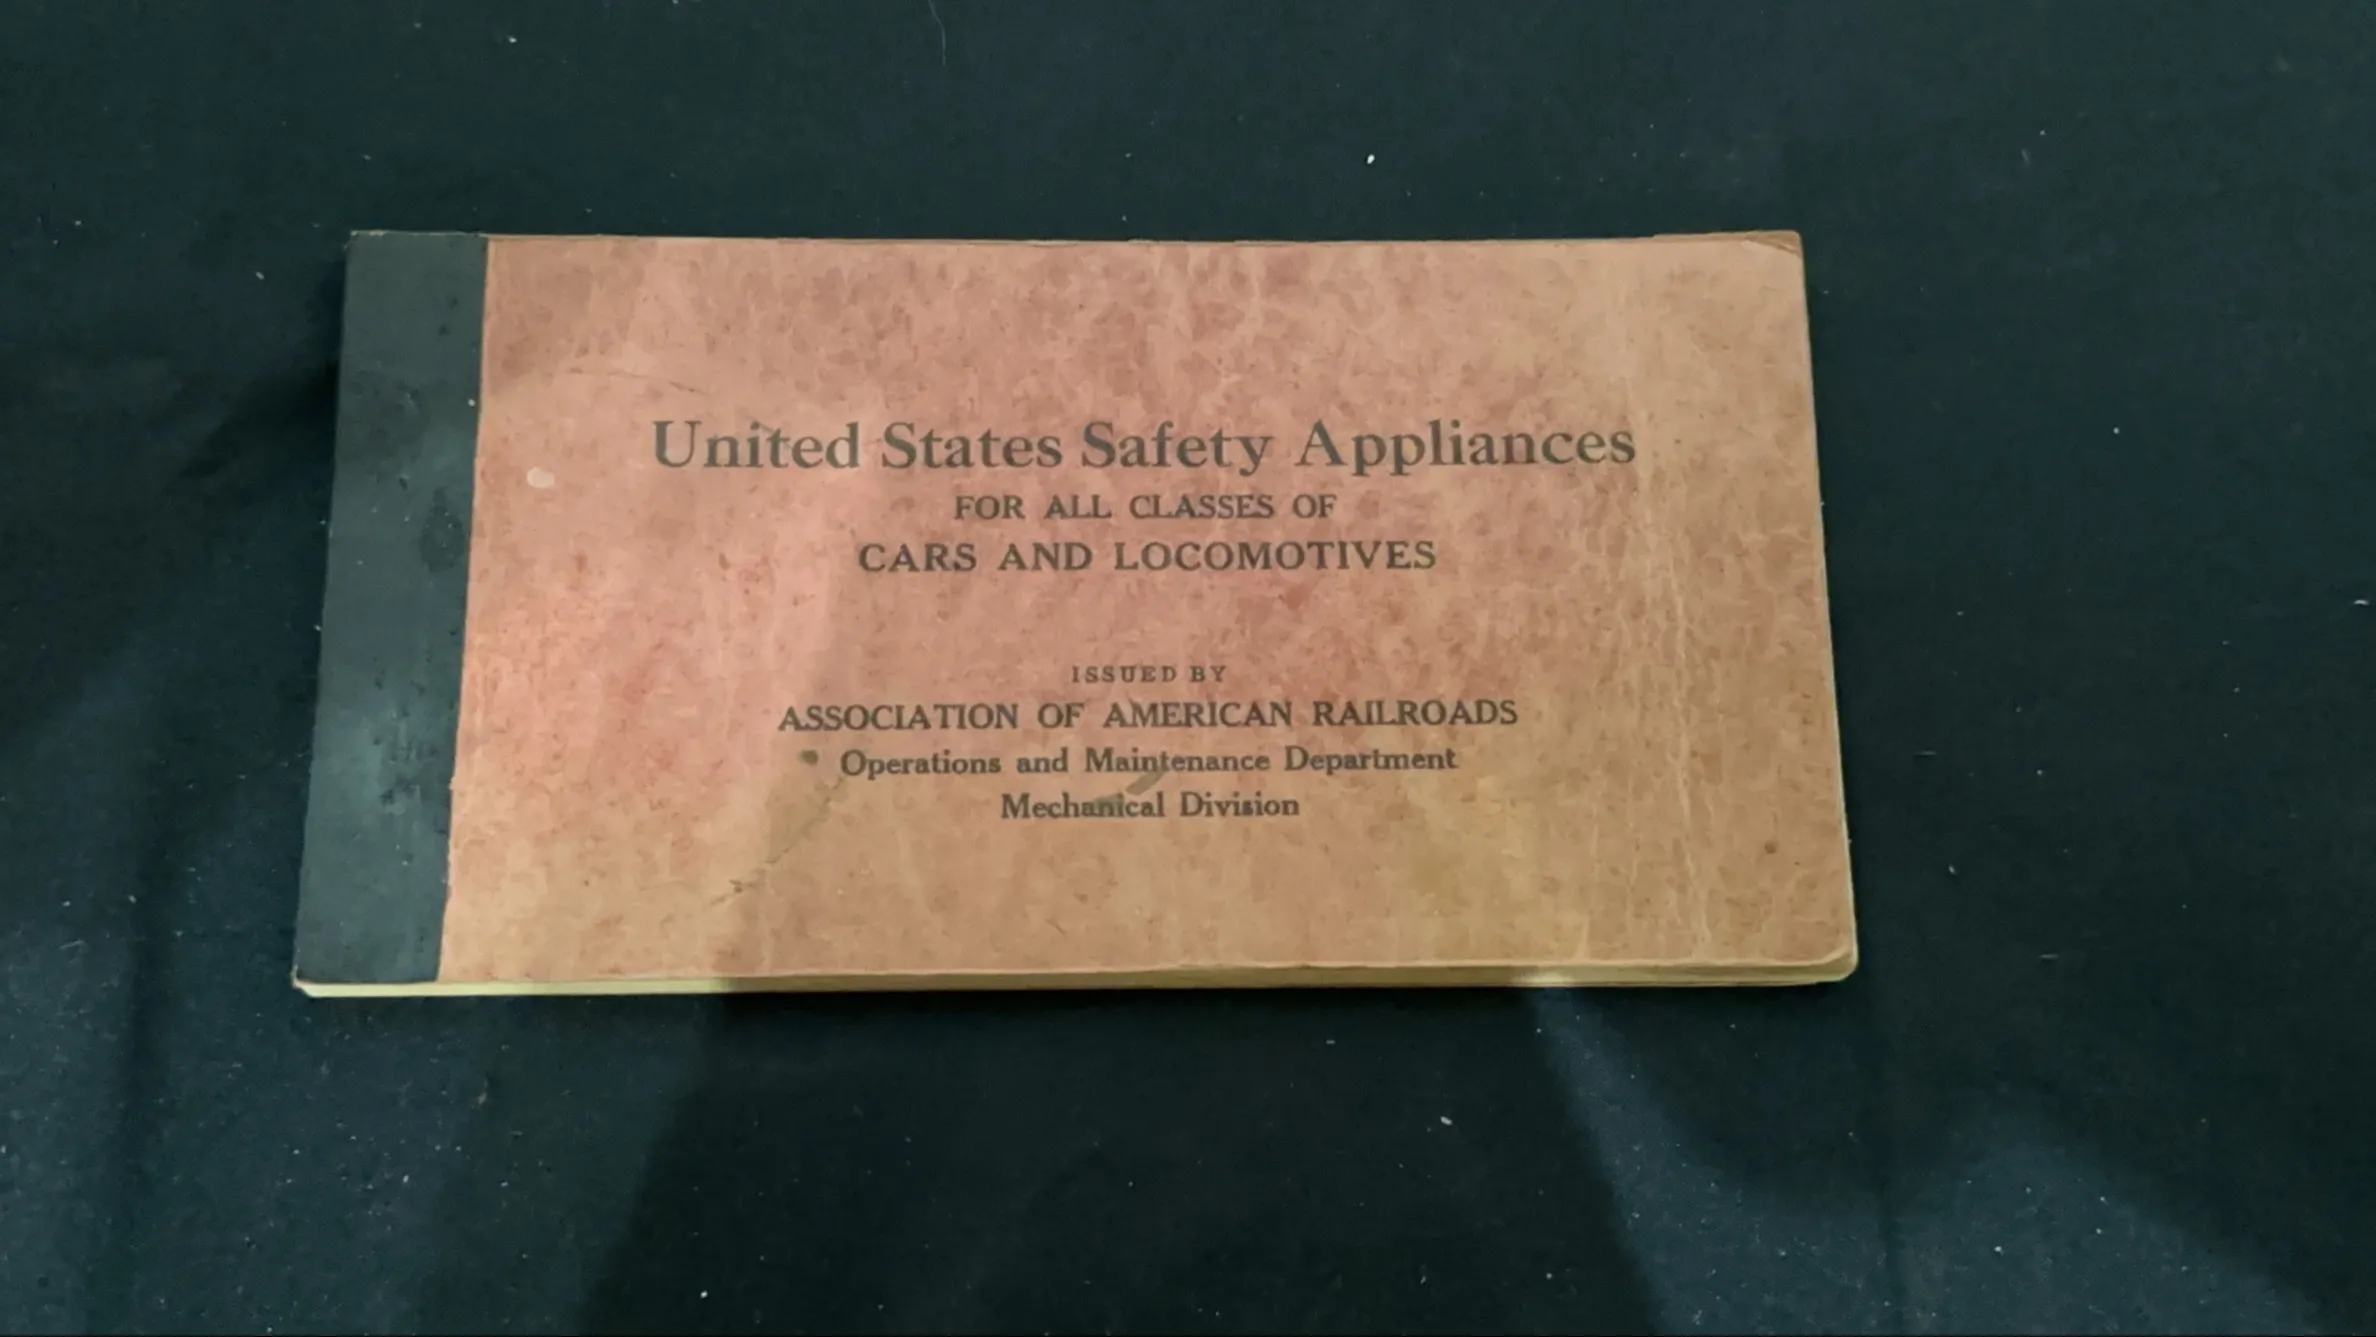 United States Safety Appliances
FOR ALL CLASSES OF
CARS AND LOCOMOTIVES
ISSUED BY
ASSOCIATION OF AMERICAN RAILROADS
Operations and Maintenance Department
Mechanical Division